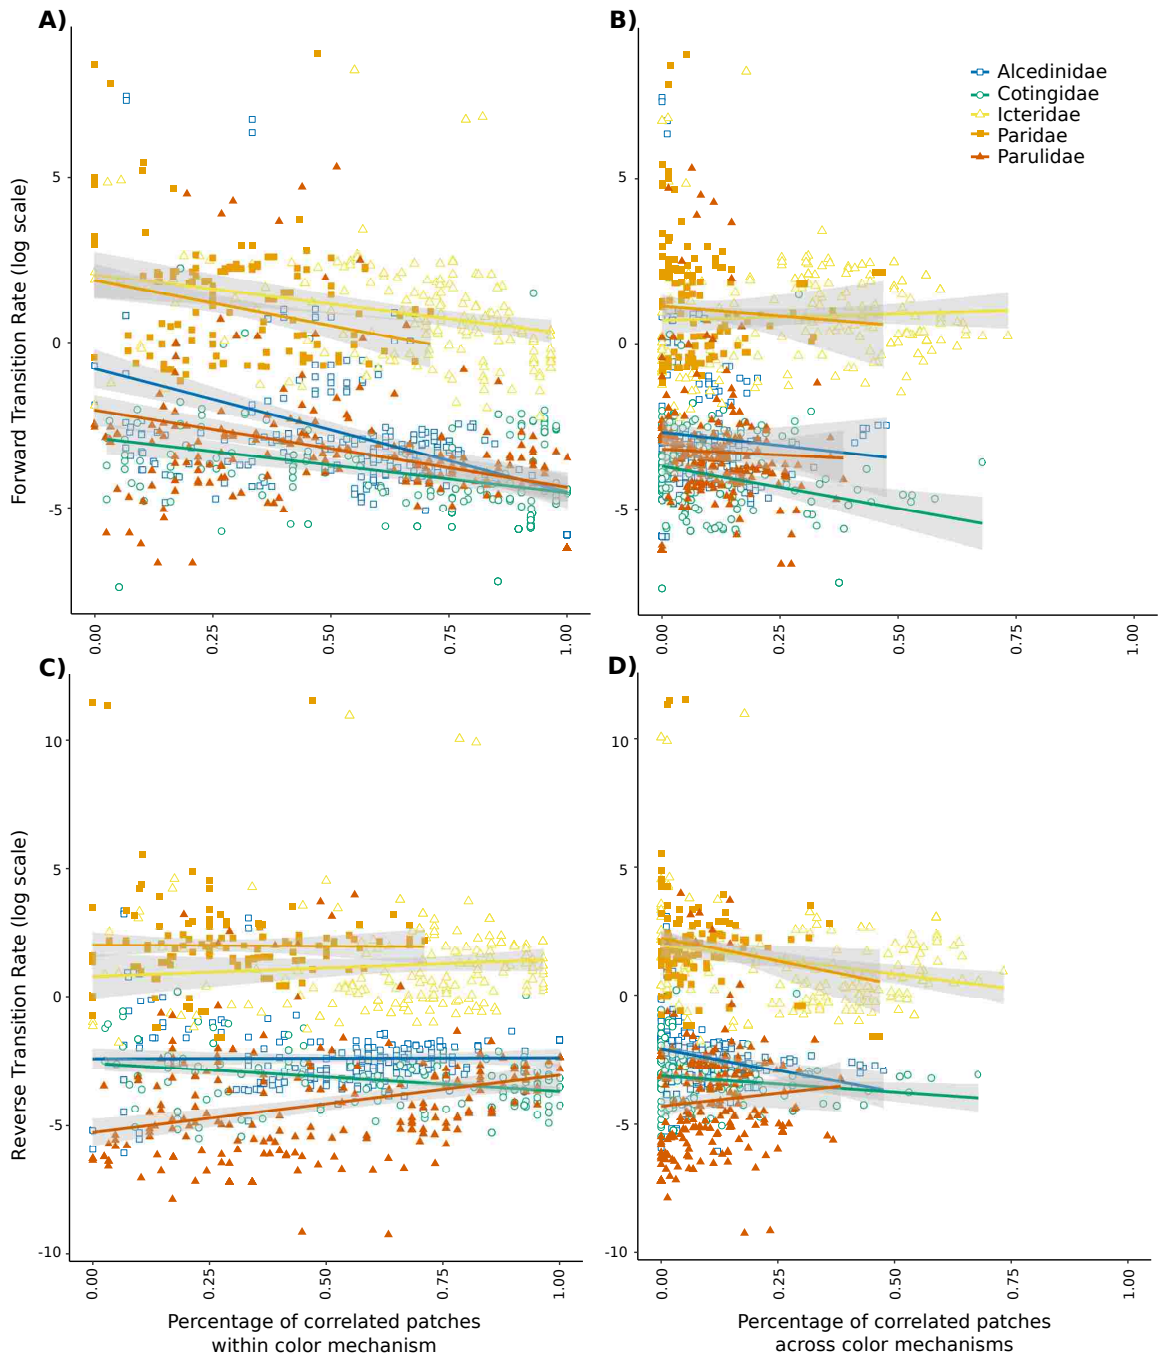 A)
B)
Alcedinidae
Cotingidae
Icteridae
Paridae
Parulidae
Forward Transition Rate (log scale)
5
0
-5
5
0
-5
0.00
0.25
0.50
0.75
1.00
0.00
0.25
0.50
0.75
1.00
C)
D)
Reverse Transition Rate (log scale)
10
5
0
-5
-10
10
5
0
-5
-10
0.00
0.25
0.50
0.75
1.00
0.00
0.25
0.50
0.75
1.00
Percentage of correlated patches
within color mechanism
Percentage of correlated patches
across color mechanisms